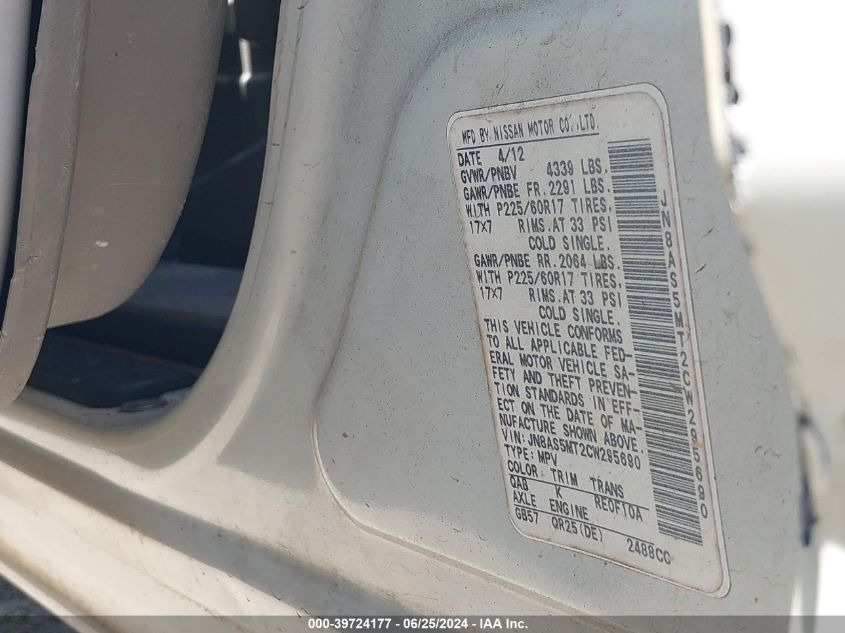 MFD BY NISSAN MOTOR CO.,LTD.
DATE 4/12
GVWR/PNBV 4339 LBS.
GAWR/PNBE FR.2291 LBS.
WITH P225/60R17 TIRES,
17X7 RIMS.AT 33 PSI
COLD SINGLE.
GAWR/PNBE RR.2064 LBS.
WITH P225/60R17 TIRES,
17X7 RIMS.AT 33 PSI
COLD SINGLE.
THIS VEHICLE CONFORMS
TO ALL APPLICABLE FED-
ERAL MOTOR VEHICLE SA-
FETY AND THEFT PREVEN-
TION STANDARDS IN EFF-
ECT ON THE DATE OF MA-
NUFACTURE SHOWN ABOVE.
VIN: JN8AS5MT2CW295690
TYPE: MPV
COLOR TRIM TRANS
QAB K RE0F10A
AXLE ENGINE
GB57 QR25(DE) 2488CC
JN8AS5MT2CW295690
000-39724177 - 06/25/2024 - IAA Inc.